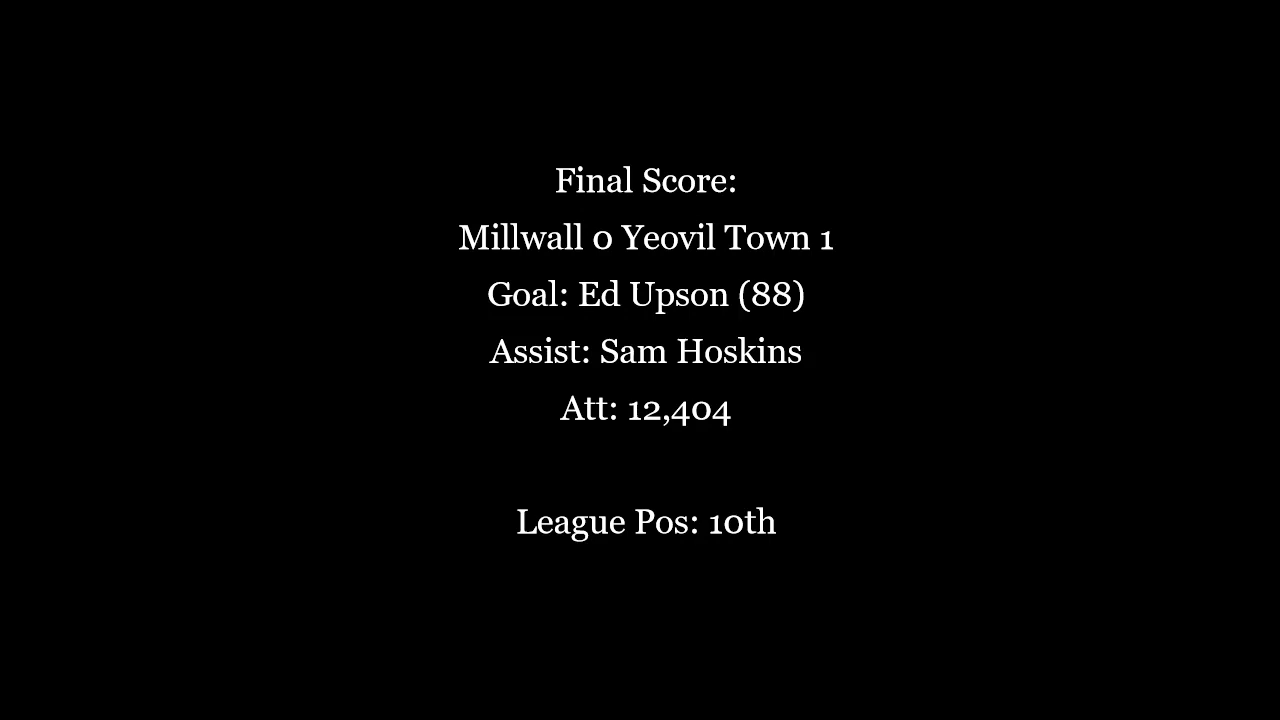 Final Score:
Millwall 0 Yeovil Town 1
Goal: Ed Upson (88)
Assist: Sam Hoskins
Att: 12,404
League Pos: 10th